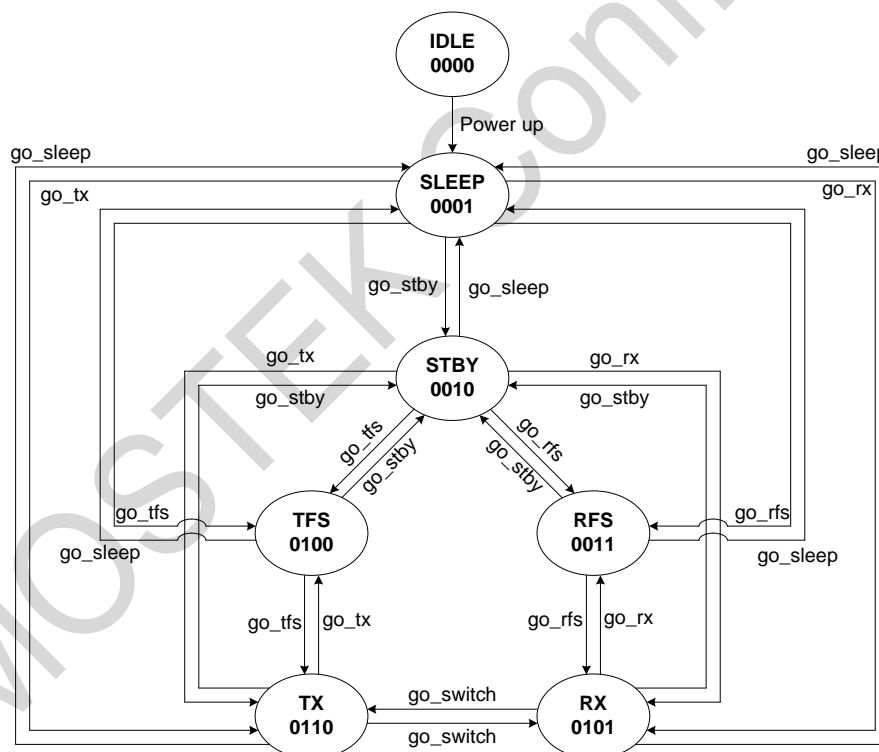 IDLE
0000
Power up
go_sleep
go_sleep
SLEEP
0001
go_tx
go_rx
go_stby
go_sleep
go_tx
STBY
0010
go_rx
go_stby
go_stby
go_tfs
go_stby
go_rfs
go_stby
go_tfs
TFS
0100
RFS
0011
go_rfs
go_sleep
go_sleep
go_tfs
go_tx
go_rfs
go_rx
TX
0110
go_switch
go_switch
RX
0101
MOSTEK